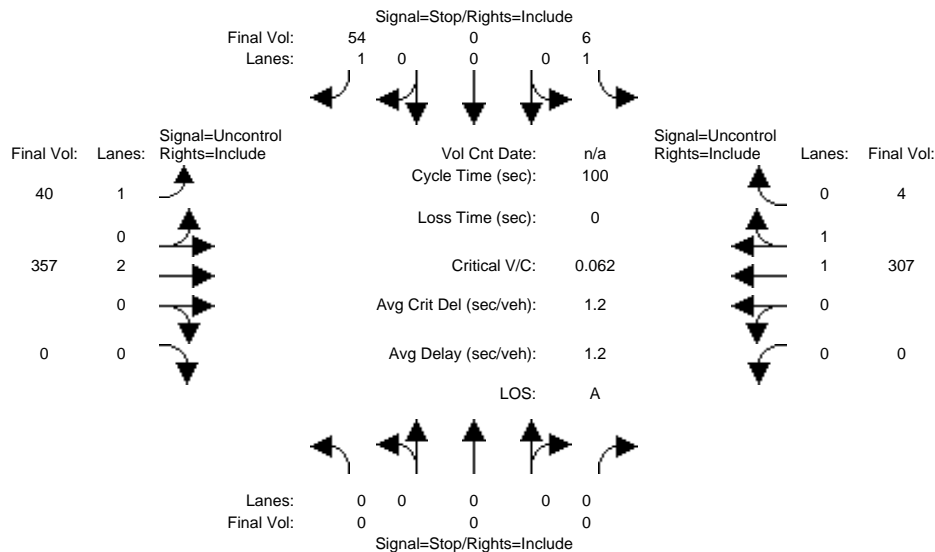 Signal=Stop/Rights=Include
Final Vol: 54 0 6
Lanes: 1 0 0 0 1
Signal=Uncontrol
Final Vol: Lanes: Rights=Include
Vol Cnt Date: n/a
Signal=Uncontrol
Rights=Include Lanes: Final Vol:
Cycle Time (sec): 100
40 1
0 4
Loss Time (sec): 0
0
1
357 2
Critical V/C: 0.062
1 307
0
Avg Crit Del (sec/veh): 1.2
0
0 0
Avg Delay (sec/veh): 1.2
0 0
LOS: A
Lanes: 0 0 0 0 0
Final Vol: 0 0 0
Signal=Stop/Rights=Include